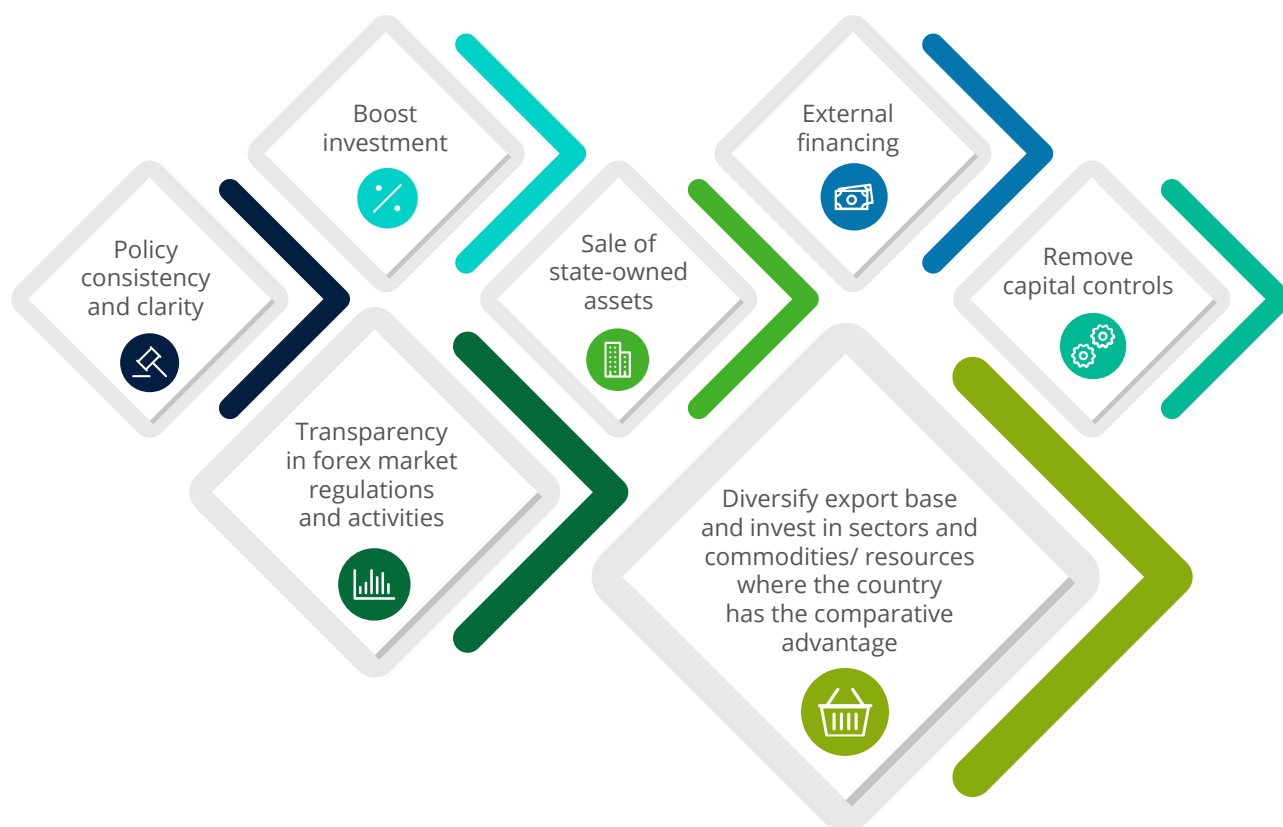 Policy
consistency
and clarity
Boost
investment
Transparency
in forex market
regulations
and activities
Sale of
state-owned
assets
External
financing
Diversify export base
and invest in sectors and
commodities/ resources
where the country
has the comparative
advantage
Remove
capital controls